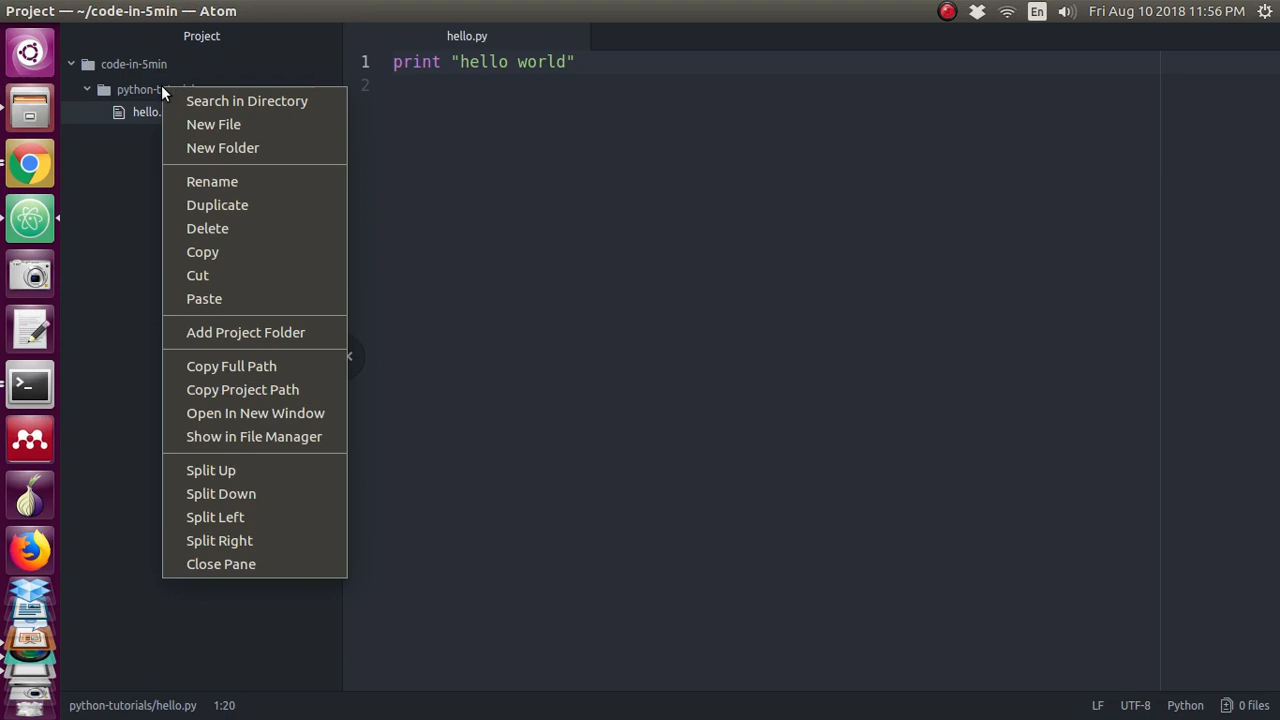 Project — ~/code-in-5min — Atom
En
Fri Aug 10 2018 11:56 PM
Project
hello.py
code-in-5min
python-
hello.
1 print "hello world"
2
Search in Directory
New File
New Folder
Rename
Duplicate
Delete
Copy
Cut
Paste
Add Project Folder
Copy Full Path
Copy Project Path
Open In New Window
Show in File Manager
Split Up
Split Down
Split Left
Split Right
Close Pane
python-tutorials/hello.py 1:20
LF UTF-8 Python 0 files